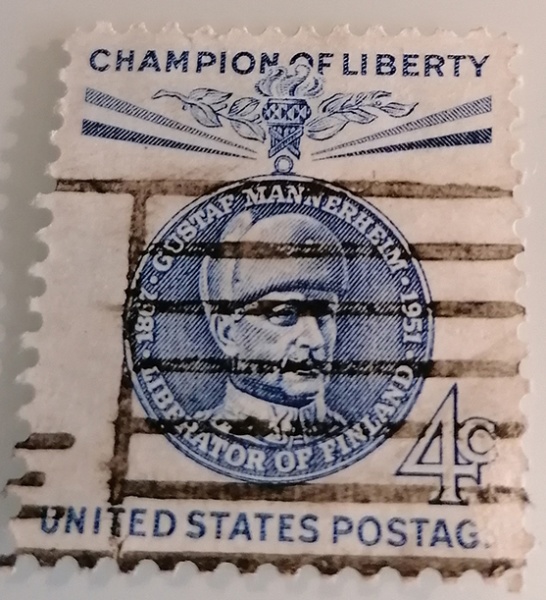 CHAMPION OF LIBERTY
GUSTAF MANNERHEIM
1867
1951
LIBERATOR OF FINLAND
4c
UNITED STATES POSTAG